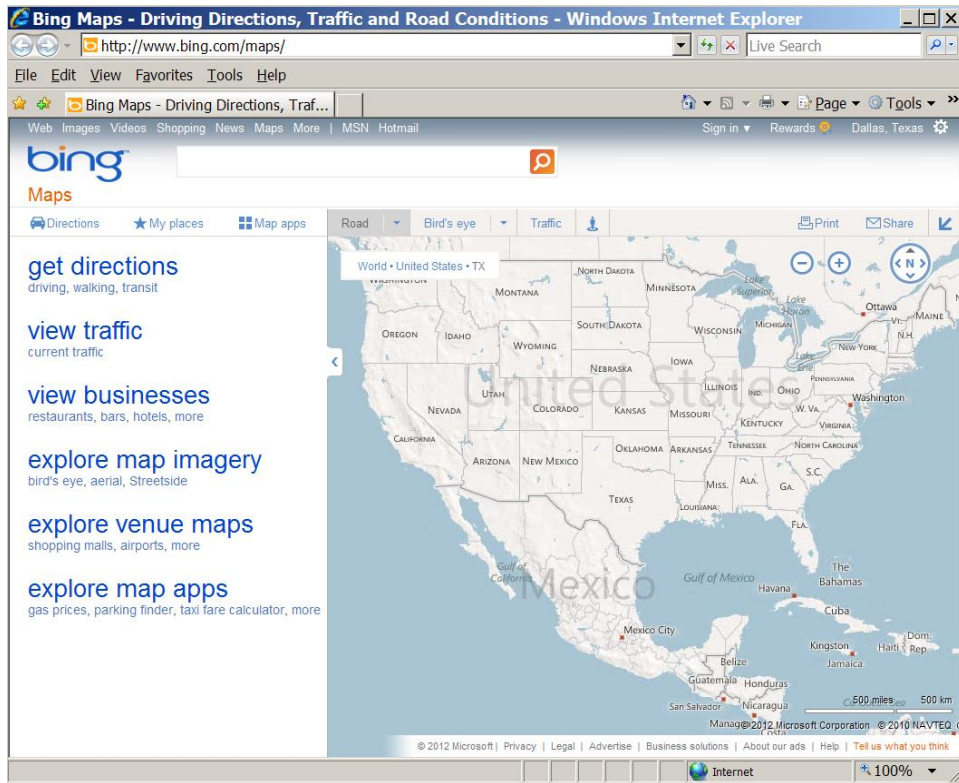 Bing Maps - Driving Directions, Traffic and Road Conditions - Windows Internet Explorer
http://www.bing.com/maps/
Live Search
File Edit View Favorites Tools Help
Bing Maps - Driving Directions, Traf...
Page Tools »
Web Images Videos Shopping News Maps More | MSN Hotmail
Sign in Rewards Dallas, Texas
bing
Maps
Directions My places Map apps Road Bird's eye Traffic Print Share
get directions
driving, walking, transit
view traffic
current traffic
view businesses
restaurants, bars, hotels, more
explore map imagery
bird's eye, aerial, Streetside
explore venue maps
shopping malls, airports, more
explore map apps
gas prices, parking finder, taxi fare calculator, more
World • United States • TX
N
WASHINGTON
NORTH DAKOTA
MONTANA
MINNESOTA
Lake Superior
Lake Huron
Ottawa
MAINE
VT.
N.H.
OREGON
IDAHO
SOUTH DAKOTA
WISCONSIN
MICHIGAN
WYOMING
NEW YORK
Lake Erie
IOWA
NEBRASKA
PENNSYLVANIA
United States
ILLINOIS
IND.
OHIO
UTAH
Washington
NEVADA
COLORADO
KANSAS
MISSOURI
W. VA.
KENTUCKY
VIRGINIA
CALIFORNIA
OKLAHOMA
ARKANSAS
TENNESSEE
NORTH CAROLINA
ARIZONA
NEW MEXICO
S.C.
MISS.
ALA.
GA.
TEXAS
LOUISIANA
FLA.
Gulf of California
Mexico
Gulf of Mexico
The Bahamas
Havana
Cuba
Mexico City
Kingston
Jamaica
Haiti
Dom. Rep.
Belize
Guatemala
Honduras
San Salvador
Nicaragua
500 miles 500 km
© 2012 Microsoft Corporation © 2010 NAVTEQ
© 2012 Microsoft | Privacy | Legal | Advertise | Business solutions | About our ads | Help | Tell us what you think
Internet
100%